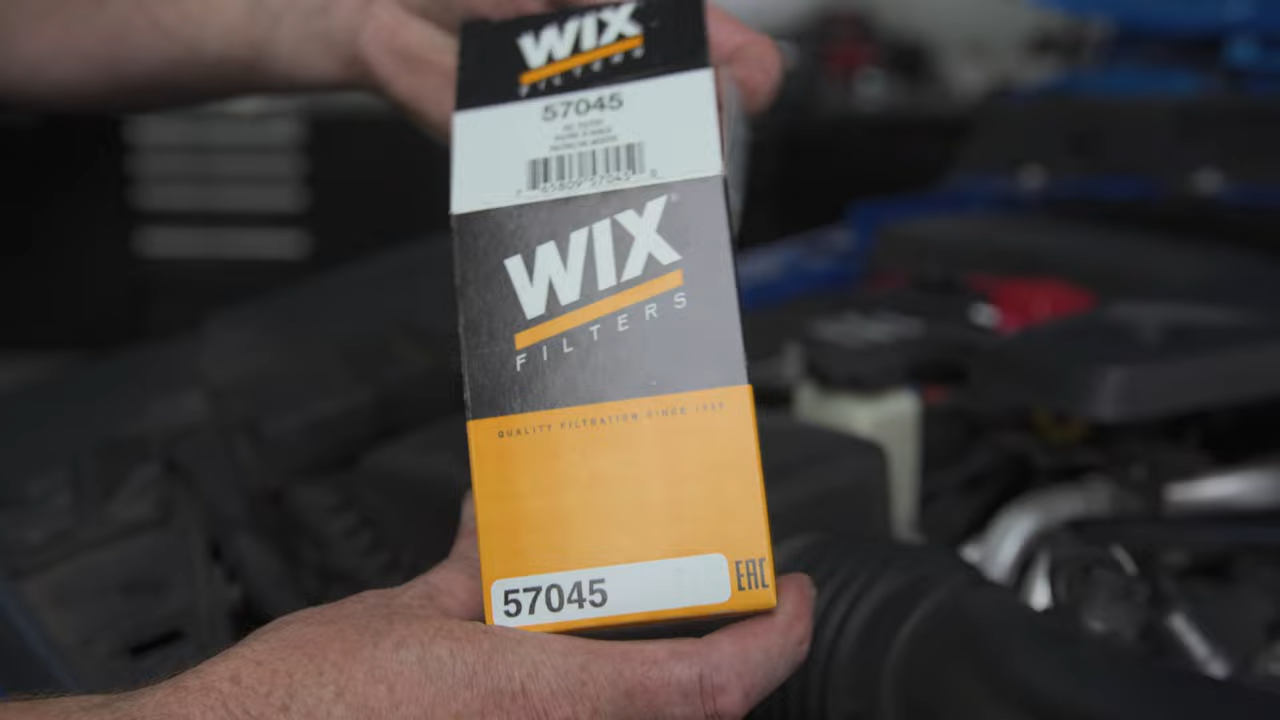 WIX
FILTERS
57045
WIX
FILTERS
QUALITY FILTRATION SINCE 1939
57045
EAC